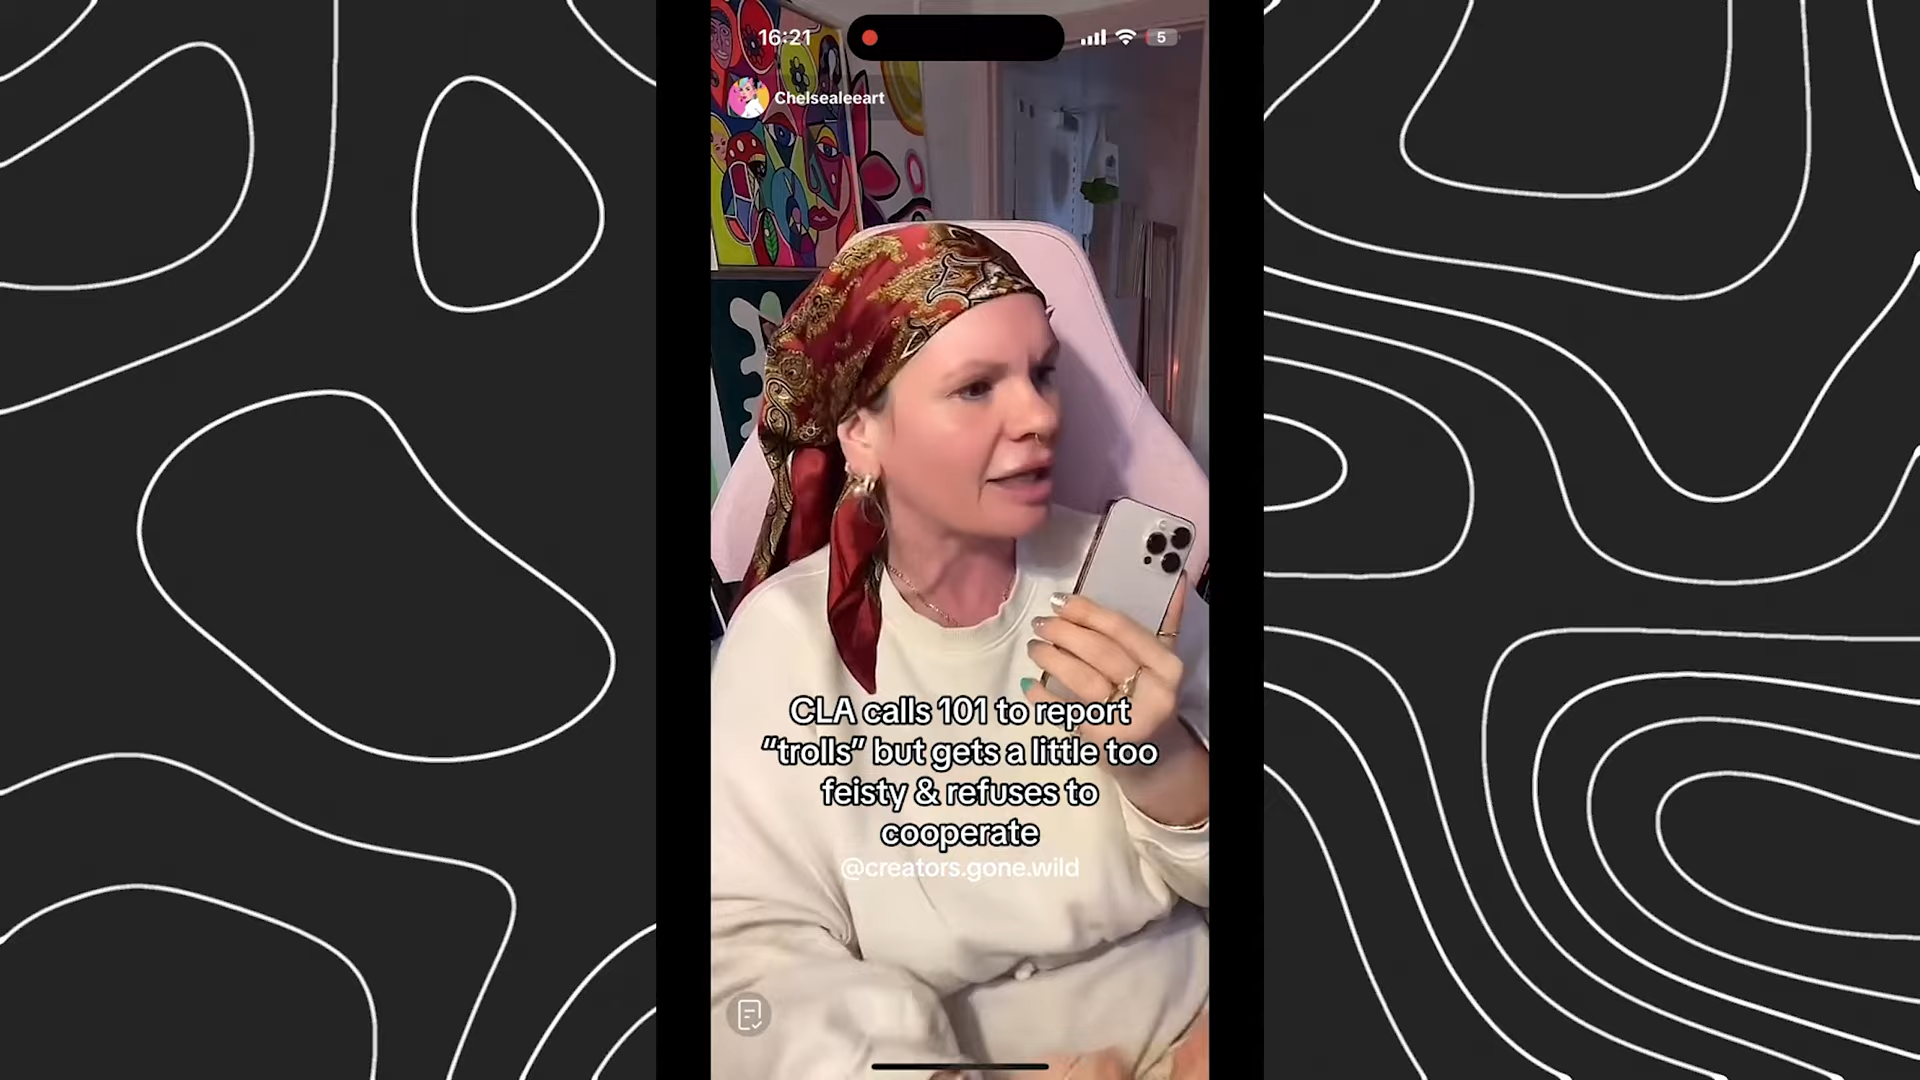 16:21
5
Chelsealeeart
CLA calls 101 to report
“trolls” but gets a little too
feisty & refuses to
cooperate
@creators.gone.wild